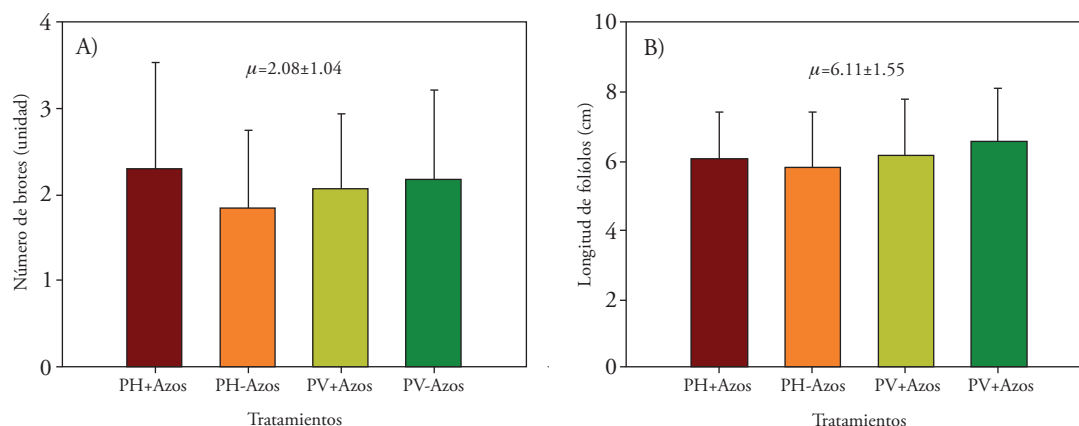 A)
μ=2.08±1.04
Número de brotes (unidad)
4
3
2
1
0
PH+Azos PH-Azos PV+Azos PV-Azos
Tratamientos
B)
μ=6.11±1.55
Longitud de folíolos (cm)
10
8
6
4
2
0
PH+Azos PH-Azos PV+Azos PV+Azos
Tratamientos